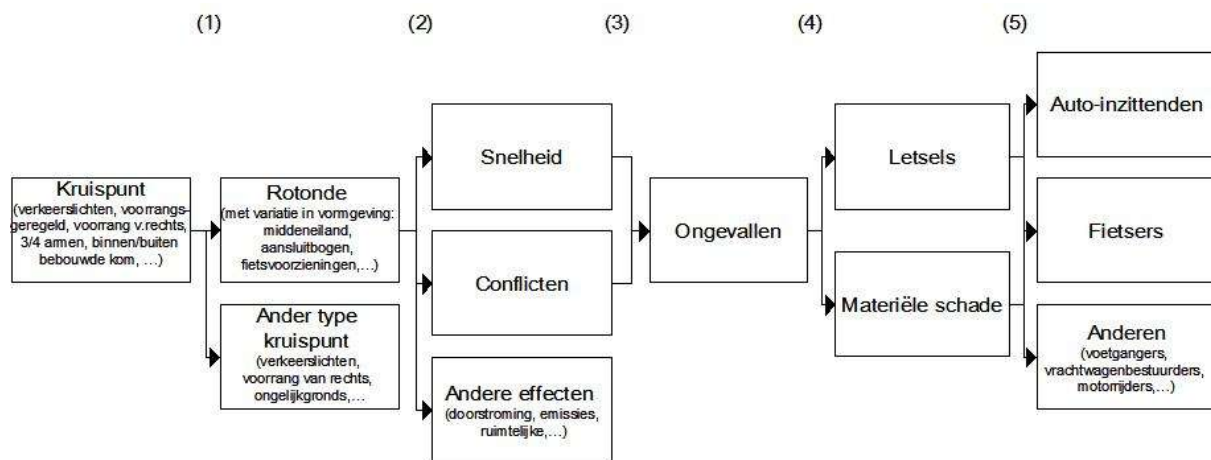 (1)
(2)
(3)
(4)
(5)
Kruispunt
(verkeerslichten, voorrangs-
geregeld, voorrang v.rechts,
3/4 armen, binnen/buiten
bebouwde kom, …)
Rotonde
(met variatie in vormgeving:
middeneiland,
aansluitbogen,
fietsvoorzieningen,…)
Ander type
kruispunt
(verkeerslichten,
voorrang van rechts,
ongelijkgronds,…
Snelheid
Conflicten
Andere effecten
(doorstroming, emissies,
ruimtelijke,…)
Ongevallen
Letsels
Materiële schade
Auto-inzittenden
Fietsers
Anderen
(voetgangers,
vrachtwagenbestuurders,
motorrijders,…)